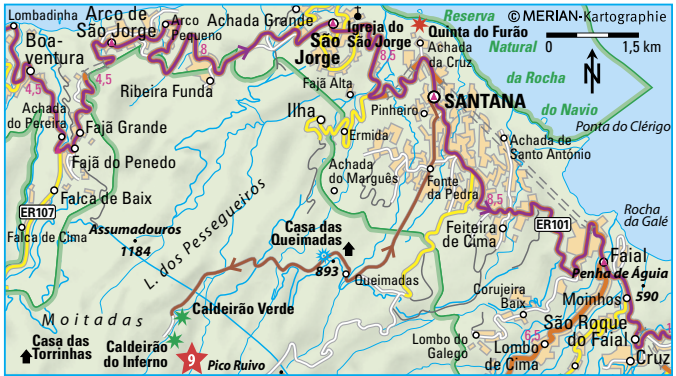 Lombadinha
Arco de
São Jorge
Arco
Pequeno
Achada Grande
Igreja do
São Jorge
São
Jorge
Reserva
Natural
da Rocha
do Navio
© MERIAN-Kartographie
0 1,5 km
N
Quinta do Furão
Achada
da Cruz
Boa-
ventura
8
8,5
4,5
4,5
Ribeira Funda
Fajã Alta
Ilha
Pinheiro
SANTANA
Ponta do Clérigo
Achada
do Pereira
Fajã Grande
Ermida
Achada de
Santo António
Fajã do Penedo
Achada
do Marquês
Fonte
da Pedra
Falca de Baix
ER107
L. dos Pessegueiros
8,5
ER101
Rocha
da Galé
Falca de Cima
Assumadouros
1184
Casa das
Queimadas
893
Queimadas
Feiteira
de Cima
Faial
Penha de Águia
590
Corujeira
Baix
Moinhos
Moitadas
Caldeirão Verde
Casa das
Torrinhas
Caldeirão
do Inferno
9
Pico Ruivo
Lombo do
Galego
6,5
Lombo
de Cima
São Roque
do Faial
Cruz